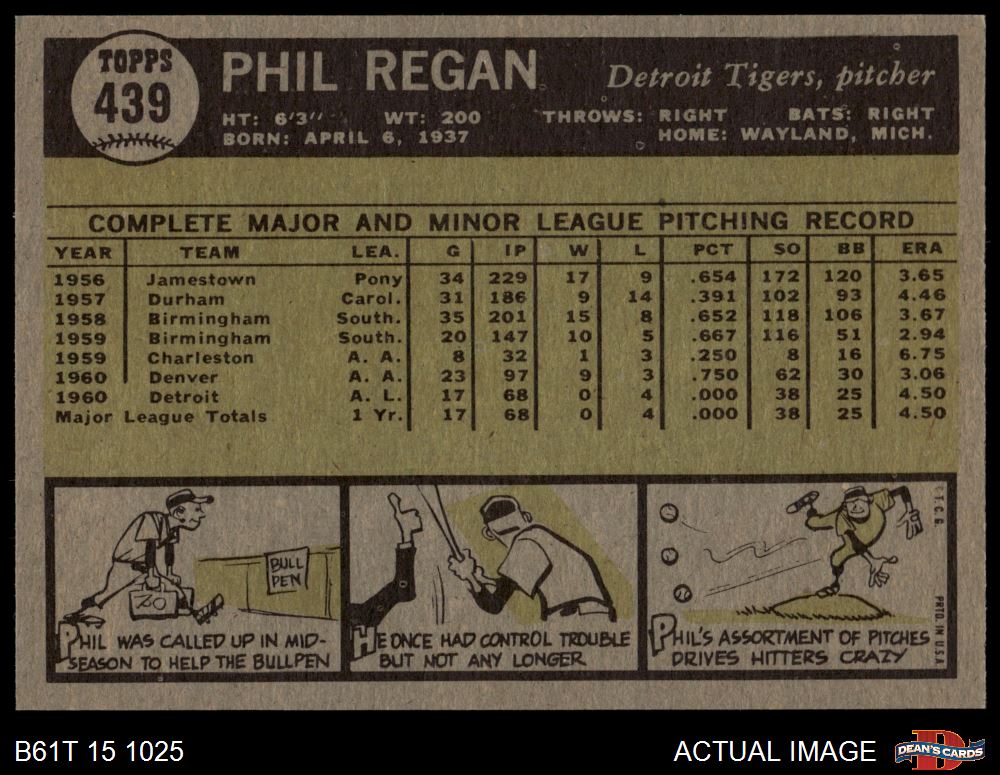 TOPPS
439
PHIL REGAN
Detroit Tigers, pitcher
HT: 6'3" WT: 200 THROWS: RIGHT BATS: RIGHT
BORN: APRIL 6, 1937 HOME: WAYLAND, MICH.
COMPLETE MAJOR AND MINOR LEAGUE PITCHING RECORD
YEAR TEAM LEA. G IP W L PCT SO BB ERA
1956 Jamestown Pony 34 229 17 9 .654 172 120 3.65
1957 Durham Carol. 31 186 9 14 .391 102 93 4.46
1958 Birmingham South. 35 201 15 8 .652 118 106 3.67
1959 Birmingham South. 20 147 10 5 .667 116 51 2.94
1959 Charleston A. A. 8 32 1 3 .250 8 16 6.75
1960 Denver A. A. 23 97 9 3 .750 62 30 3.06
1960 Detroit A. L. 17 68 0 4 .000 38 25 4.50
Major League Totals 1 Yr. 17 68 0 4 .000 38 25 4.50
BULL
PEN
PHIL WAS CALLED UP IN MID-
SEASON TO HELP THE BULLPEN
HE ONCE HAD CONTROL TROUBLE
BUT NOT ANY LONGER
PHIL'S ASSORTMENT OF PITCHES
DRIVES HITTERS CRAZY
© T.C.G.
PRTD. IN U.S.A.
B61T 15 1025
ACTUAL IMAGE
DEAN'S CARDS